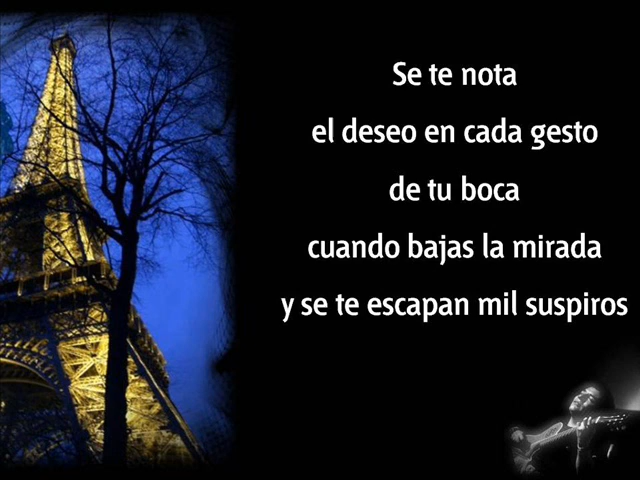 Se te nota
el deseo en cada gesto
de tu boca
cuando bajas la mirada
y se te escapan mil suspiros